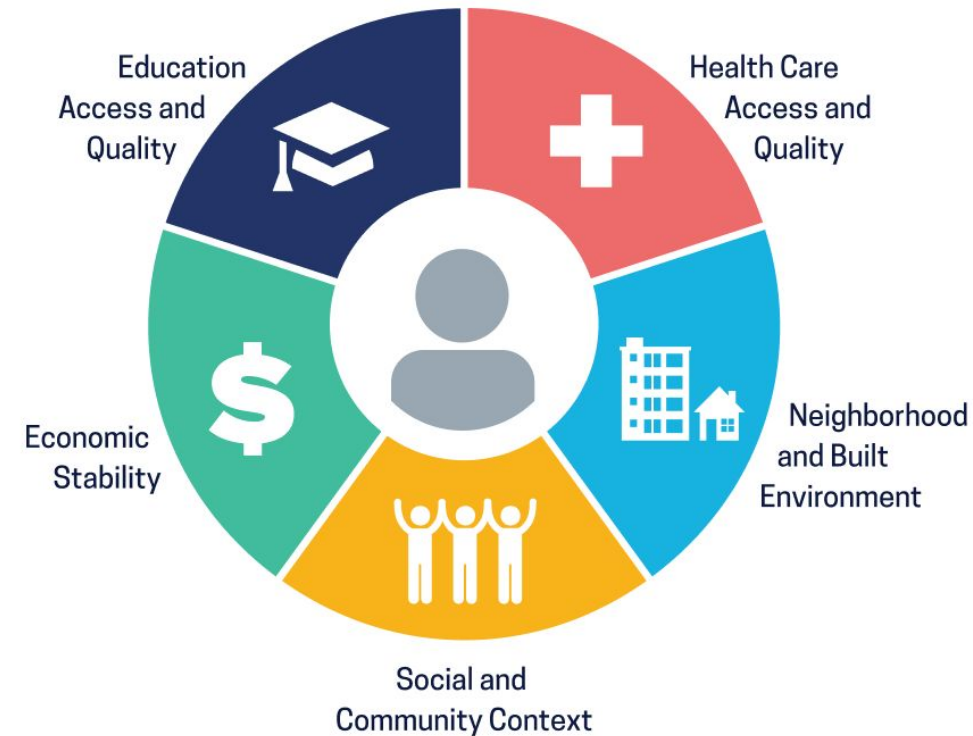 Education
Access and
Quality
Health Care
Access and
Quality
Economic
Stability
Neighborhood
and Built
Environment
Social and
Community Context